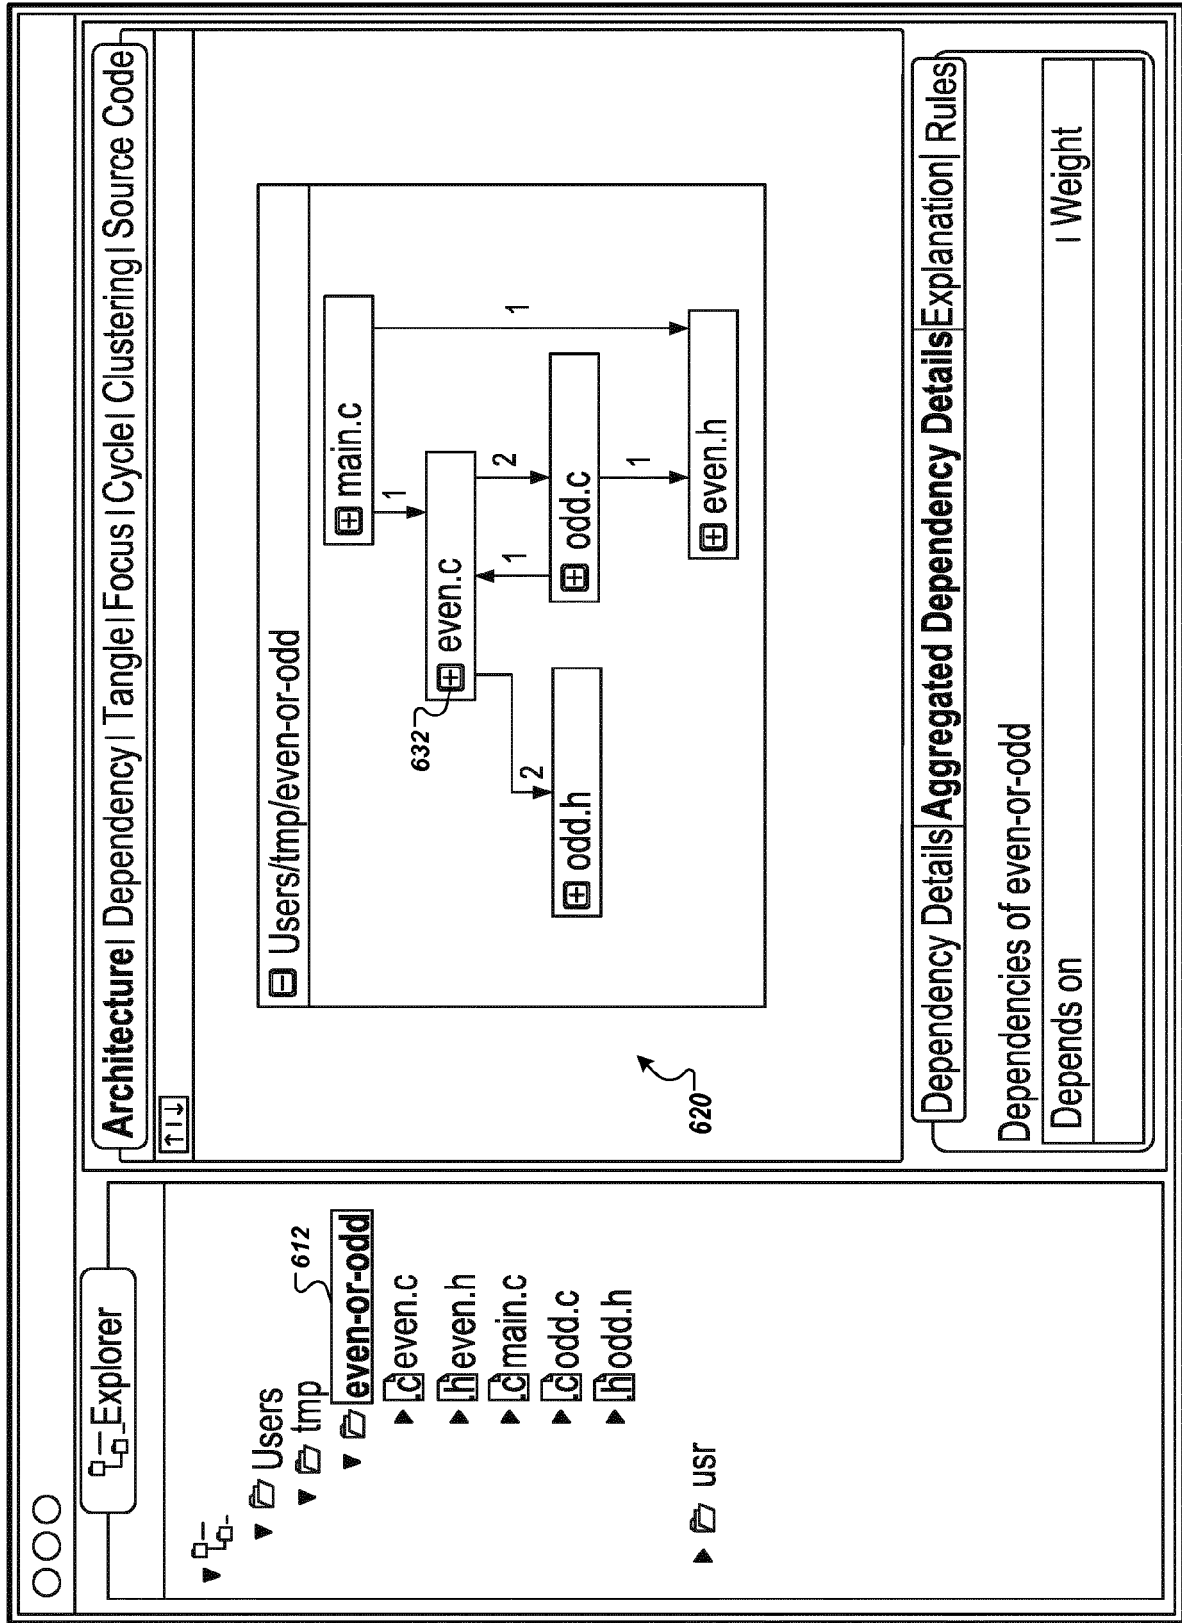 Explorer
Users
tmp
612
even-or-odd
.c even.c
.h even.h
.c main.c
.c odd.c
.h odd.h
usr
Architecture| Dependency| Tangle| Focus| Cycle| Clustering| Source Code
↑|↓
Users/tmp/even-or-odd
main.c
1
1
632
even.c
2
1
2
odd.h
odd.c
1
even.h
620
Dependency Details|Aggregated Dependency Details|Explanation| Rules
Dependencies of even-or-odd
Depends on | Weight